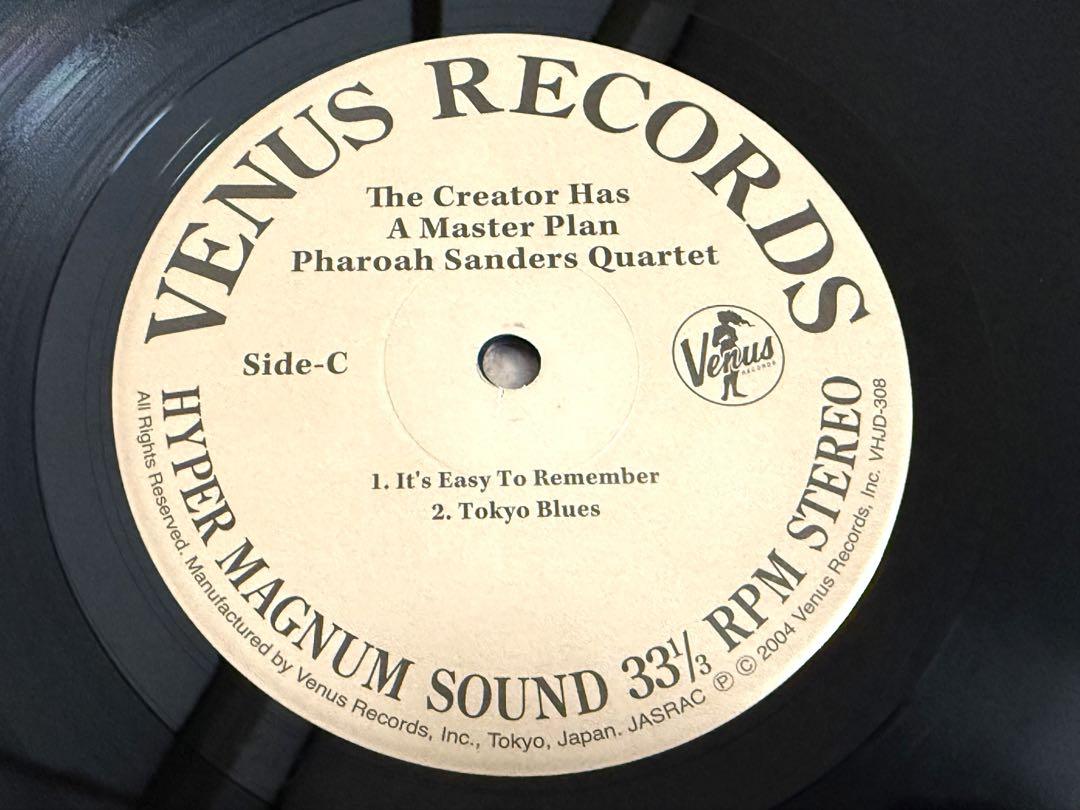 VENUS RECORDS
The Creator Has
A Master Plan
Pharoah Sanders Quartet
Side-C
Venus
RECORDS
1. It's Easy To Remember
2. Tokyo Blues
HYPER MAGNUM SOUND 33 1/3 RPM STEREO
All Rights Reserved. Manufactured by Venus Records, Inc., Tokyo, Japan. JASRAC Ⓟ © 2004 Venus Records, Inc. VHJD-308